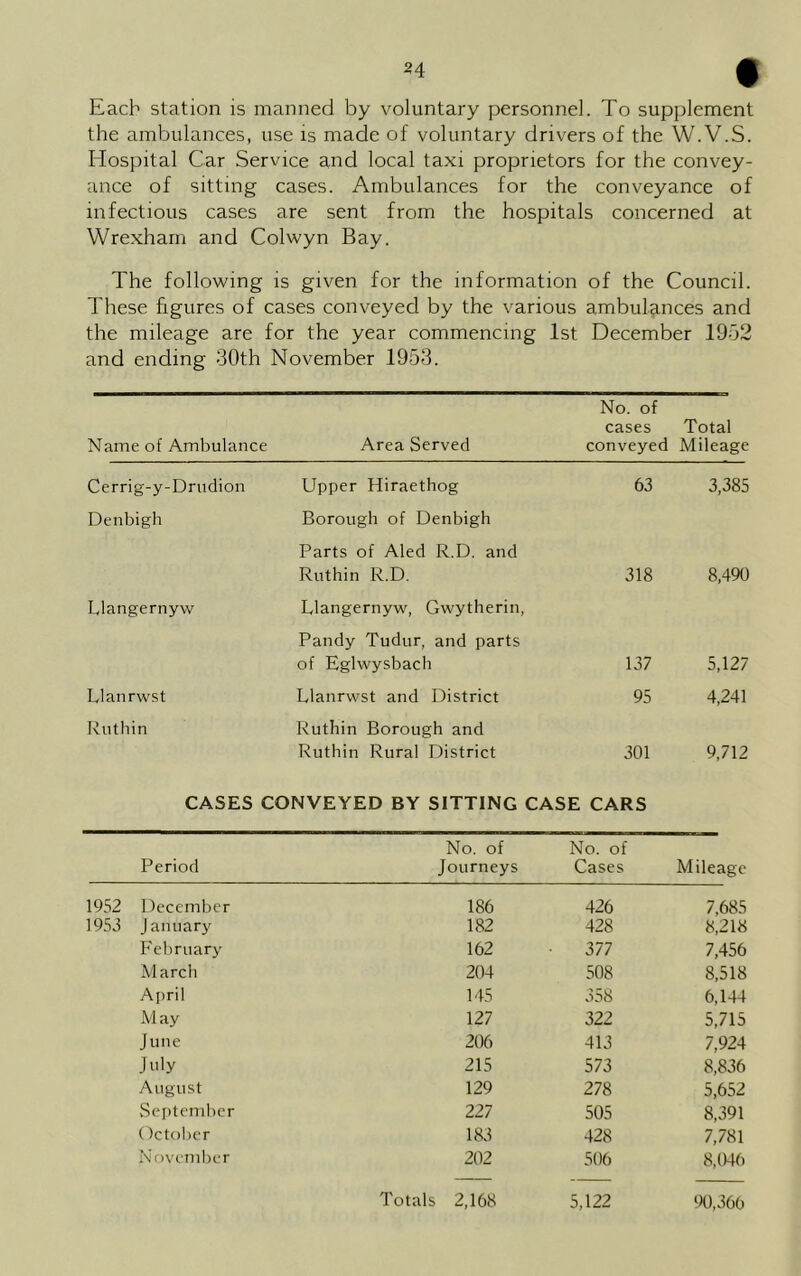 24
Each station is manned by voluntary personnel. To supplement
the ambulances, use is made of voluntary drivers of the W.V.S.
Hospital Car Service and local taxi proprietors for the convey-
ance of sitting cases. Ambulances for the conveyance of
infectious cases are sent from the hospitals concerned at
Wrexham and Colwyn Bay.
The following is given for the information of the Council.
These figures of cases conveyed by the various ambulances and
the mileage are for the year commencing 1st December 1952
and ending 30th November 1953.
No. of
cases Total
Name of Ambulance Area Served conveyed Mileage
Cerrig-y-Drudion Upper Hiraethog 63 3,385
Denbigh Borough of Denbigh
Parts of Aled R.D. and
Ruthin R.D. 318 8,490
Llangernyw Llangernyw, Gwytherin,
Pandy Tudur, and parts
of Eglwysbach 137 5,127
Llanrwst Llanrwst and District 95 4,241
Ruthin Ruthin Borough and
Ruthin Rural District 301 9,712
CASES CONVEYED BY SITTING CASE CARS
No. of No. of
Period Journeys Cases Mileage
1952 December 186 426 7,685
1953 January 182 428 8,218
February 162 377 7,456
March 204 508 8,518
April 145 358 6,144
May 127 322 5,715
June 206 413 7,924
July 215 573 8,836
August 129 278 5,652
September 227 505 8,391
October 183 428 7,781
November 202 506 8,046
Totals 2,168 5,122 90,366